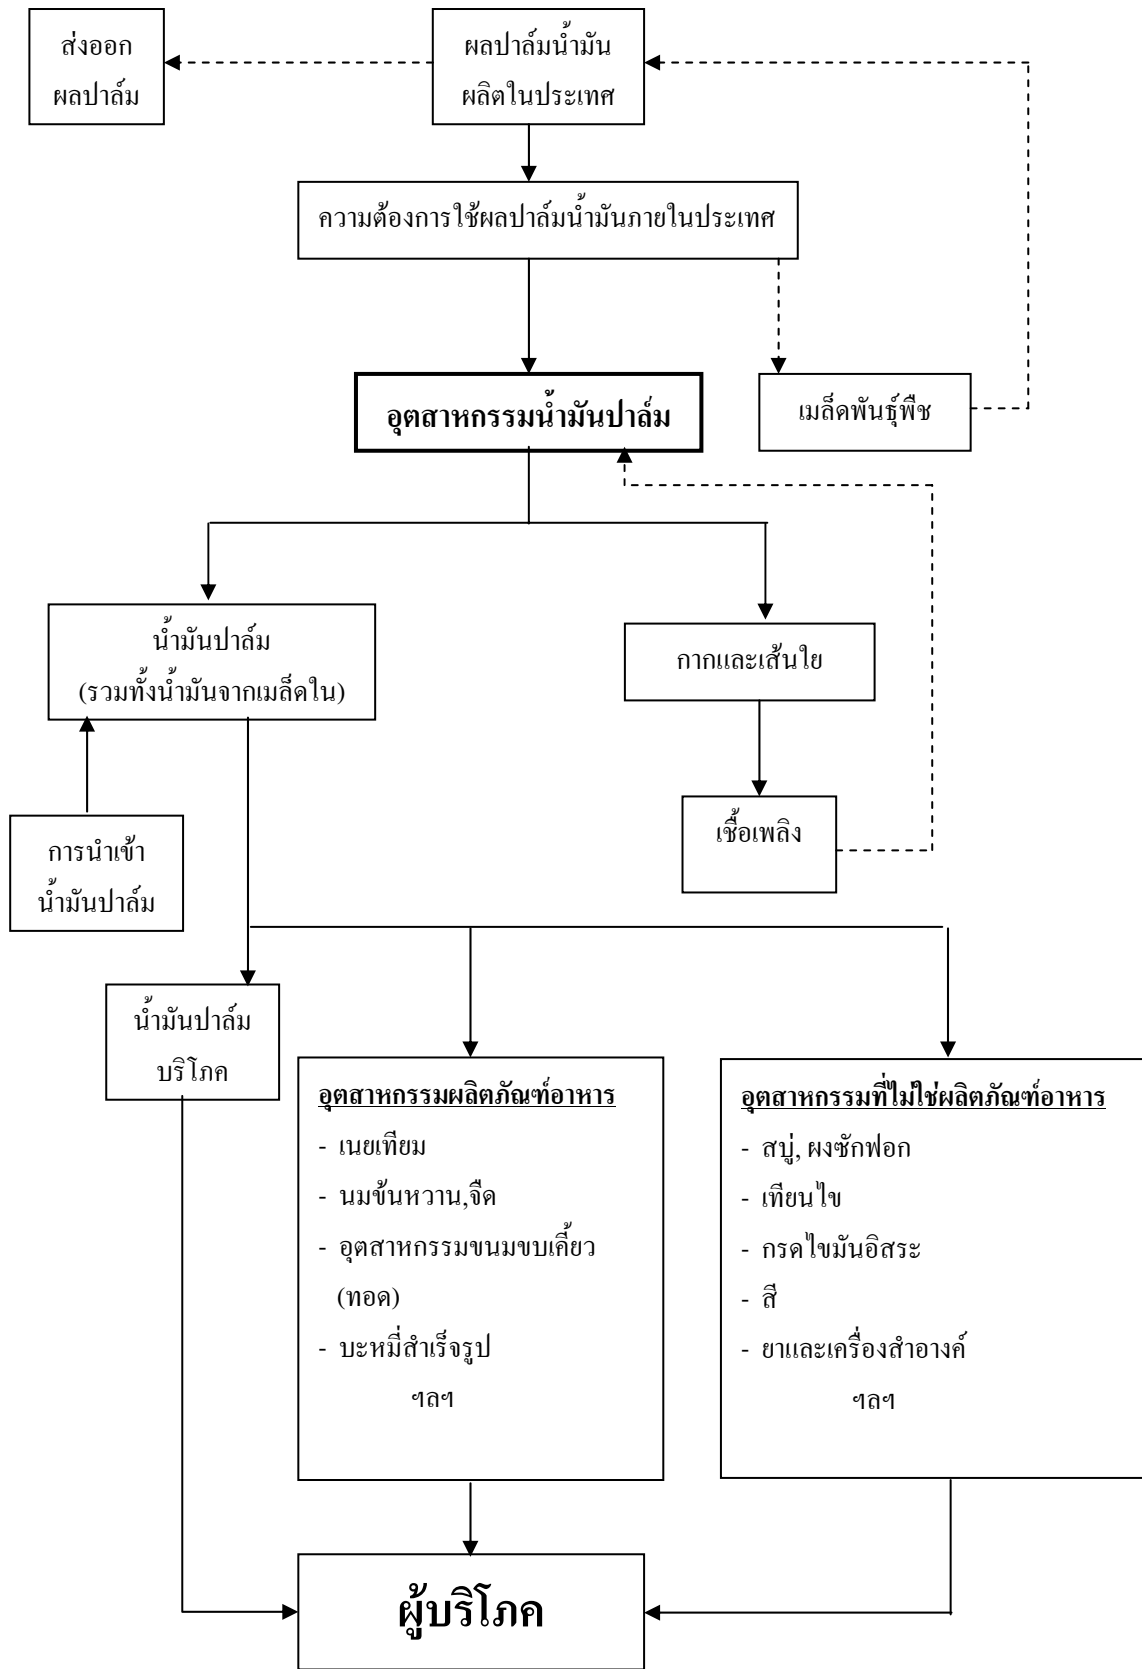 ส่งออก
ผลปาล์ม
ผลปาล์มน้ำมัน
ผลิตในประเทศ
ความต้องการใช้ผลปาล์มน้ำมันภายในประเทศ
อุตสาหกรรมน้ำมันปาล์ม
เมล็ดพันธุ์พืช
น้ำมันปาล์ม
(รวมทั้งน้ำมันจากเมล็ดใน)
กากและเส้นใย
การนำเข้า
น้ำมันปาล์ม
เชื้อเพลิง
น้ำมันปาล์ม
บริโภค
อุตสาหกรรมผลิตภัณฑ์อาหาร
- เนยเทียม
- นมข้นหวาน,จืด
- อุตสาหกรรมขนมขบเคี้ยว
(ทอด)
- บะหมี่สำเร็จรูป
ฯลฯ
อุตสาหกรรมที่ไม่ใช่ผลิตภัณฑ์อาหาร
- สบู่, ผงซักฟอก
- เทียนไข
- กรดไขมันอิสระ
- สี
- ยาและเครื่องสำอางค์
ฯลฯ
ผู้บริโภค